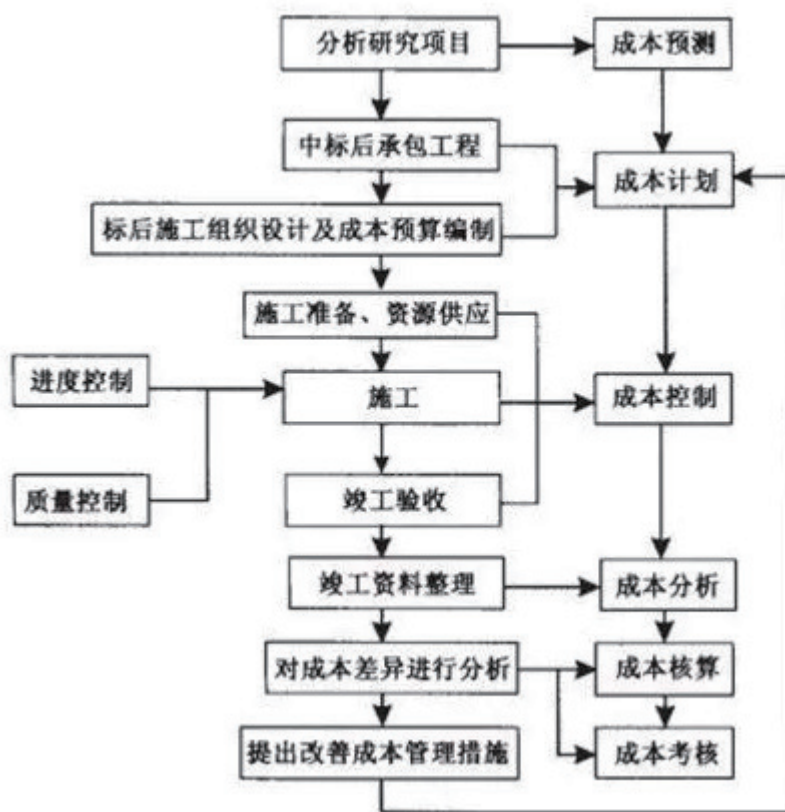 分析研究项目
成本预测
中标后承包工程
成本计划
标后施工组织设计及成本预算编制
施工准备、资源供应
进度控制
施工
成本控制
质量控制
竣工验收
竣工资料整理
成本分析
对成本差异进行分析
成本核算
提出改善成本管理措施
成本考核